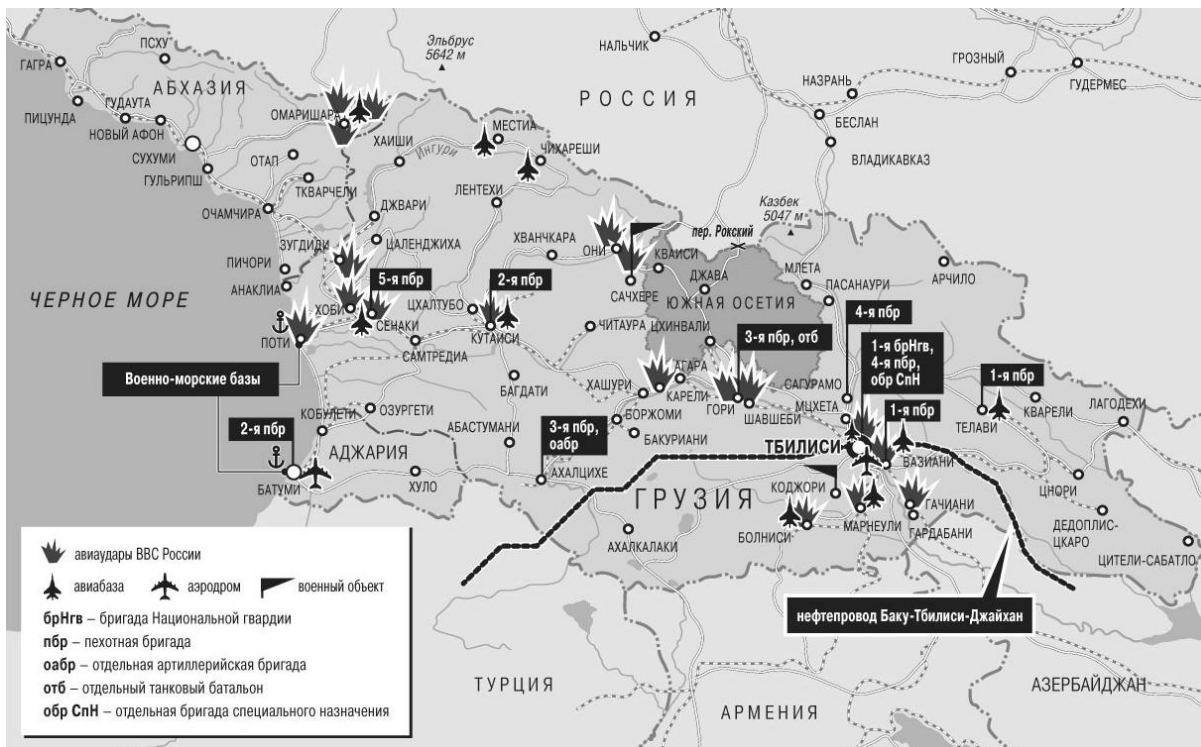 Эльбрус
5642 м
ПСХУ
ГАГРА
АБХАЗИЯ
ПИЦУНДА
ГУДАУТА
НОВЫЙ АФОН
СУХУМИ
ГУЛЬРИПШ
ОМАРИШАРА
ОТАП
ТКВАРЧЕЛИ
ОЧАМЧИРА
ХАИШИ
Ингури
МЕСТИА
ЧИХАРЕШИ
ЛЕНТЕХИ
ДЖВАРИ
НАЛЬЧИК
РОССИЯ
НАЗРАНЬ
ГРОЗНЫЙ
ГУДЕРМЕС
БЕСЛАН
ВЛАДИКАВКАЗ
Казбек
5047 м
пер. Рокский
ЗУГДИДИ
ЦАЛЕНДЖИХА
ХВАНЧКАРА
ОНИ
КВАИСИ
ДЖАВА
МЛЕТА
ПАСАНАУРИ
АРЧИЛО
ПИЧОРИ
АНАКЛИА
ЧЕРНОЕ МОРЕ
5-я пбр
2-я пбр
САЧХЕРЕ
ЮЖНАЯ ОСЕТИЯ
ХОБИ
СЕНАКИ
ЦХАЛТУБО
КУТАИСИ
ЧИТАУРА
ЦХИНВАЛИ
4-я пбр
3-я пбр, отб
ПОТИ
САМТРЕДИА
1-я брНгв,
4-я пбр,
обр СпН
Военно-морские базы
БАГДАТИ
ХАШУРИ
АГАРА
КАРЕЛИ
ГОРИ
ШАВШЕБИ
САГУРАМО
МЦХЕТА
1-я пбр
1-я пбр
ТЕЛАВИ
КВАРЕЛИ
ЛАГОДЕХИ
КОБУЛЕТИ
ОЗУРГЕТИ
БОРЖОМИ
БАКУРИАНИ
2-я пбр
АДЖАРИЯ
АБАСТУМАНИ
3-я пбр,
оабр
ТБИЛИСИ
ВАЗИАНИ
БАТУМИ
ХУЛО
АХАЛЦИХЕ
ГРУЗИЯ
КОДЖОРИ
ЦНОРИ
ГАЧИАНИ
МАРНЕУЛИ
ГАРДАБАНИ
БОЛНИСИ
АХАЛКАЛАКИ
ДЕДОПЛИС-
ЦКАРО
ЦИТЕЛИ-САБАТЛО
нефтепровод Баку-Тбилиси-Джайхан
ТУРЦИЯ
АРМЕНИЯ
АЗЕРБАЙДЖАН
авиаудары ВВС России
авиабаза
аэродром
военный объект
брНгв – бригада Национальной гвардии
пбр – пехотная бригада
оабр – отдельная артиллерийская бригада
отб – отдельный танковый батальон
обр СпН – отдельная бригада специального назначения